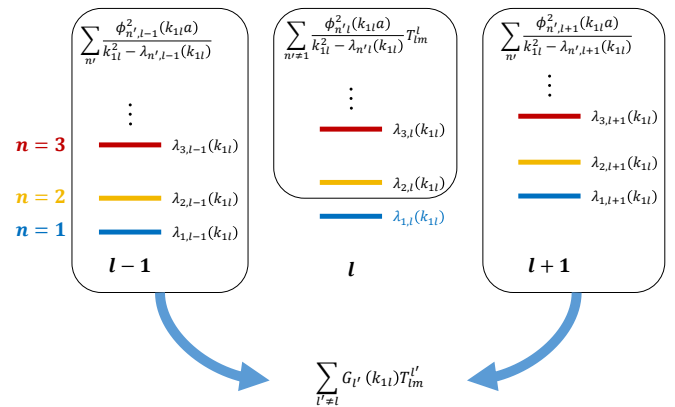 ∑_{n'} ϕ²_{n',l−1}(k_{1l}a) / (k²_{1l} − λ_{n',l−1}(k_{1l}))
∑_{n'≠1} ϕ²_{n'l}(k_{1l}a) / (k²_{1l} − λ_{n'l}(k_{1l})) T^l_{lm}
∑_{n'} ϕ²_{n',l+1}(k_{1l}a) / (k²_{1l} − λ_{n',l+1}(k_{1l}))
⋮ ⋮ ⋮
n = 3 λ_{3,l−1}(k_{1l}) λ_{3,l}(k_{1l}) λ_{3,l+1}(k_{1l})
n = 2 λ_{2,l−1}(k_{1l}) λ_{2,l}(k_{1l}) λ_{2,l+1}(k_{1l})
n = 1 λ_{1,l−1}(k_{1l}) λ_{1,l}(k_{1l}) λ_{1,l+1}(k_{1l})
l − 1 l l + 1
∑_{l'≠l} G_{l'}(k_{1l})T^{l'}_{lm}